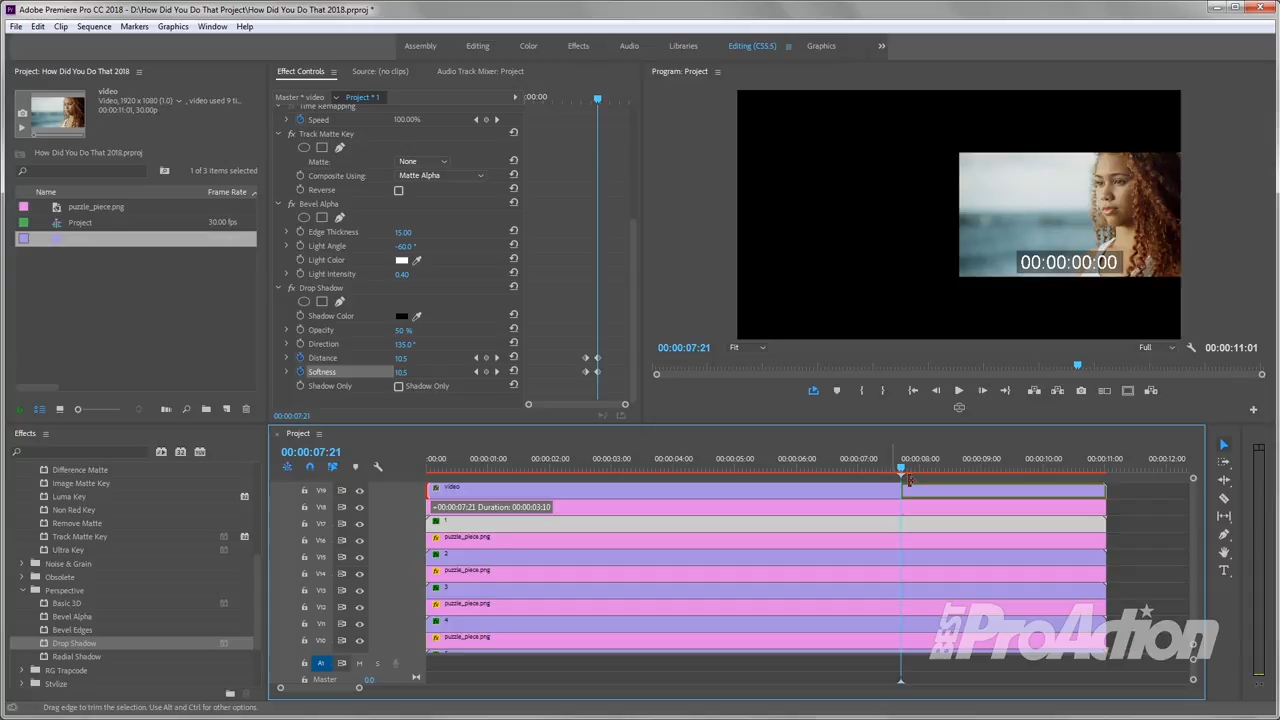 Adobe Premiere Pro CC 2018 - D:\How Did You Do That Project\How Did You Do That 2018.prproj *
File Edit Clip Sequence Markers Graphics Window Help
Assembly Editing Color Effects Audio Libraries Editing (CS5.5) Graphics
Project: How Did You Do That 2018
video
Video, 1920 x 1080 (1.0) , video used 9 ti...
00:00:11:01, 30.00p
How Did You Do That 2018.prproj
1 of 3 items selected
Name Frame Rate
puzzle_piece.png
Project 30.00 fps
Effect Controls Source: (no clips) Audio Track Mixer: Project
Master * video Project * 1 :00:00
Time Remapping
Speed 100.00%
Track Matte Key
Matte: None
Composite Using: Matte Alpha
Reverse
Bevel Alpha
Edge Thickness 15.00
Light Angle -60.0 °
Light Color
Light Intensity 0.40
Drop Shadow
Shadow Color
Opacity 50 %
Direction 135.0 °
Distance 10.5
Softness 10.5
Shadow Only Shadow Only
00:00:07:21
Program: Project
00:00:00:00
00:00:07:21 Fit Full 00:00:11:01
Effects
Difference Matte
Image Matte Key
Luma Key
Non Red Key
Remove Matte
Track Matte Key
Ultra Key
Noise & Grain
Obsolete
Perspective
Basic 3D
Bevel Alpha
Bevel Edges
Drop Shadow
Radial Shadow
RG Trapcode
Stylize
Project
00:00:07:21
:00:00 00:00:01:00 00:00:02:00 00:00:03:00 00:00:04:00 00:00:05:00 00:00:06:00 00:00:07:00 00:00:08:00 00:00:09:00 00:00:10:00 00:00:11:00 00:00:12:00
V19 video
V18 +00:00:07:21 Duration: 00:00:03:10
V17 1
V16 puzzle_piece.png
V15 2
V14 puzzle_piece.png
V13 3
V12 puzzle_piece.png
V11 4
V10 puzzle_piece.png
A1 M S
Master 0.0
BEST ProAction
Drag edge to trim the selection. Use Alt and Ctrl for other options.